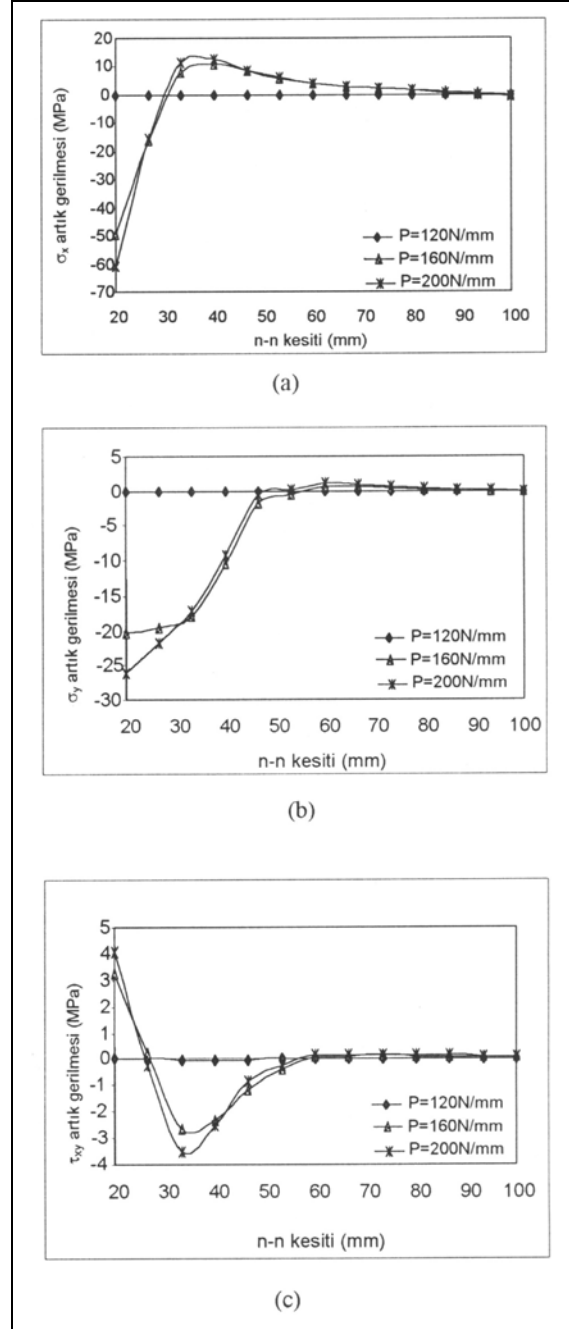 20
10
0
-10
-20
-30
-40
-50
-60
-70
σx artık gerilmesi (MPa)
P=120N/mm
P=160N/mm
P=200N/mm
20 30 40 50 60 70 80 90 100
n-n kesiti (mm)
(a)
5
0
-5
-10
-15
-20
-25
-30
σy artık gerilmesi (MPa)
P=120N/mm
P=160N/mm
P=200N/mm
20 30 40 50 60 70 80 90 100
n-n kesiti (mm)
(b)
5
4
3
2
1
0
-1
-2
-3
-4
τxy artık gerilmesi (MPa)
P=120N/mm
P=160N/mm
P=200N/mm
20 30 40 50 60 70 80 90 100
n-n kesiti (mm)
(c)